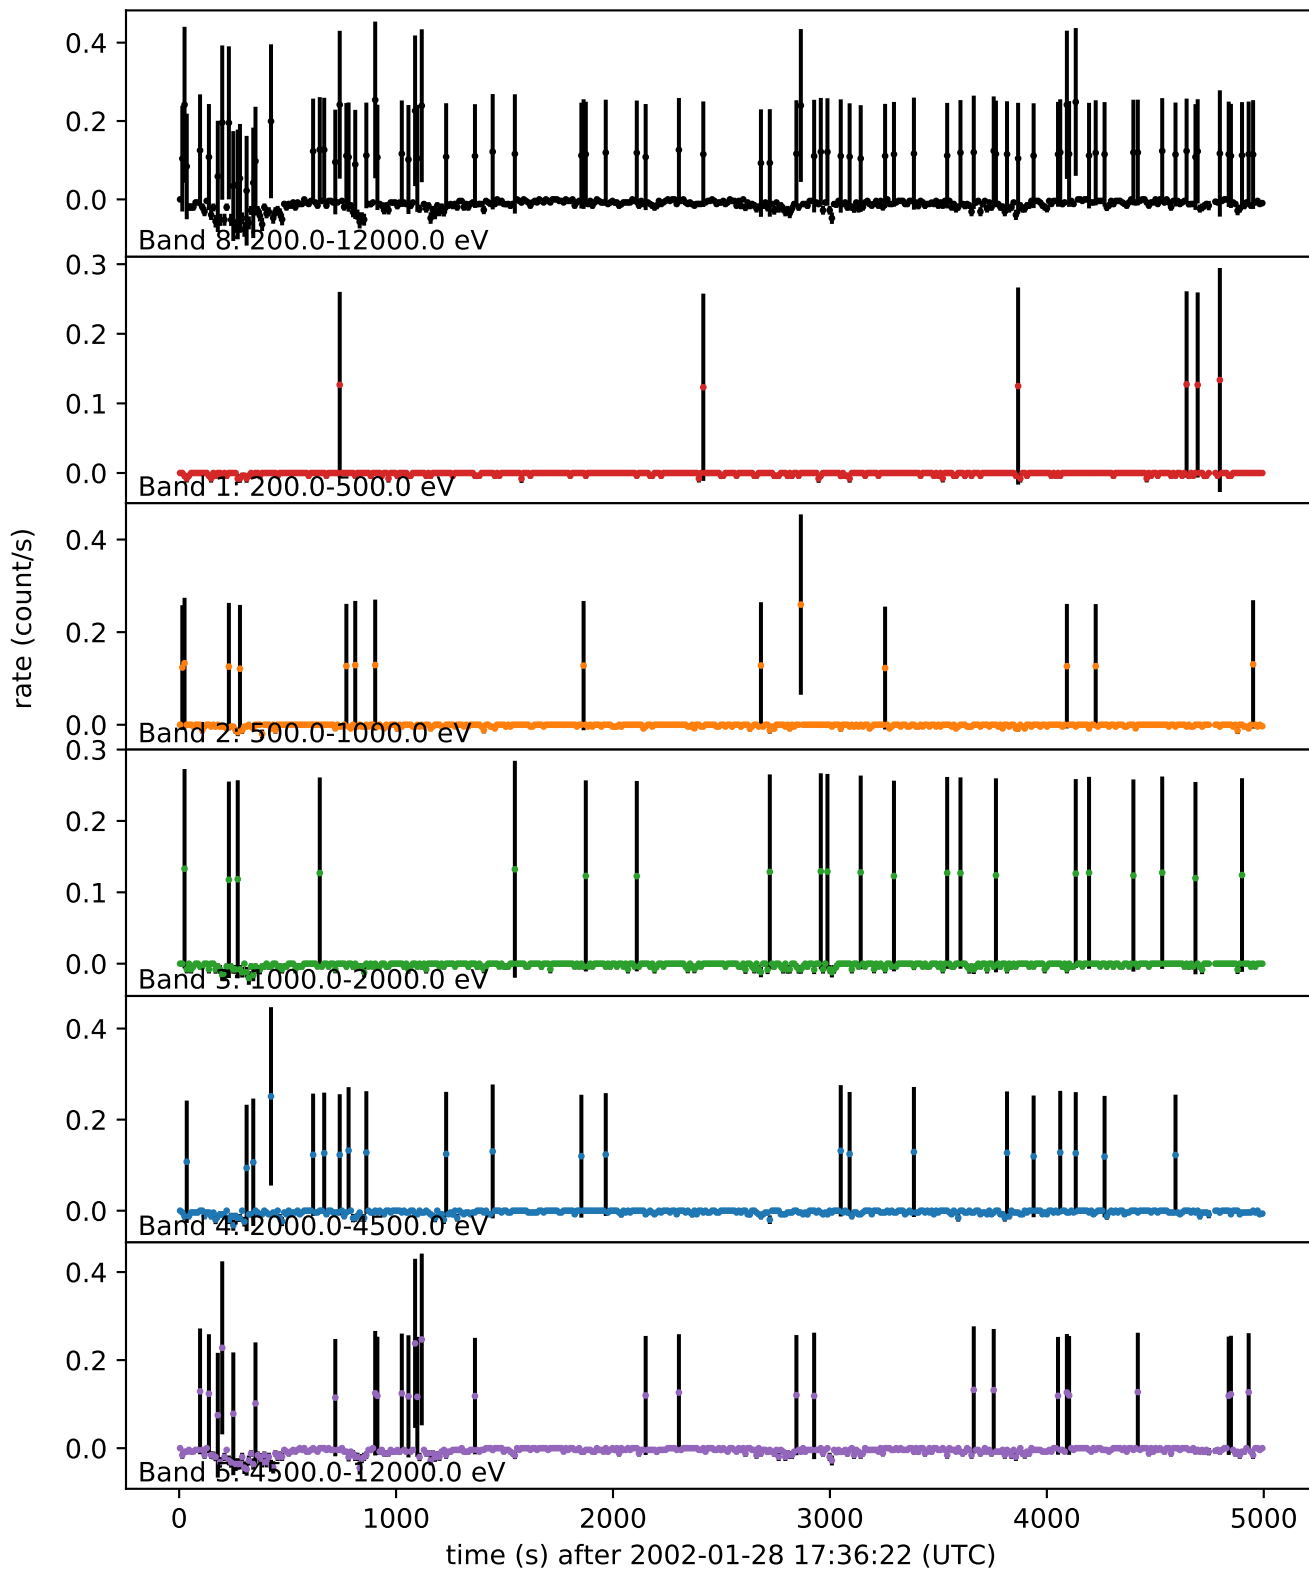 0.4
0.2
0.0
Band 8: 200.0-12000.0 eV
0.3
0.2
0.1
0.0
Band 1: 200.0-500.0 eV
0.4
0.2
0.0
Band 2: 500.0-1000.0 eV
rate (count/s)
0.3
0.2
0.1
0.0
Band 3: 1000.0-2000.0 eV
0.4
0.2
0.0
Band 4: 2000.0-4500.0 eV
0.4
0.2
0.0
Band 5: 4500.0-12000.0 eV
0 1000 2000 3000 4000 5000
time (s) after 2002-01-28 17:36:22 (UTC)